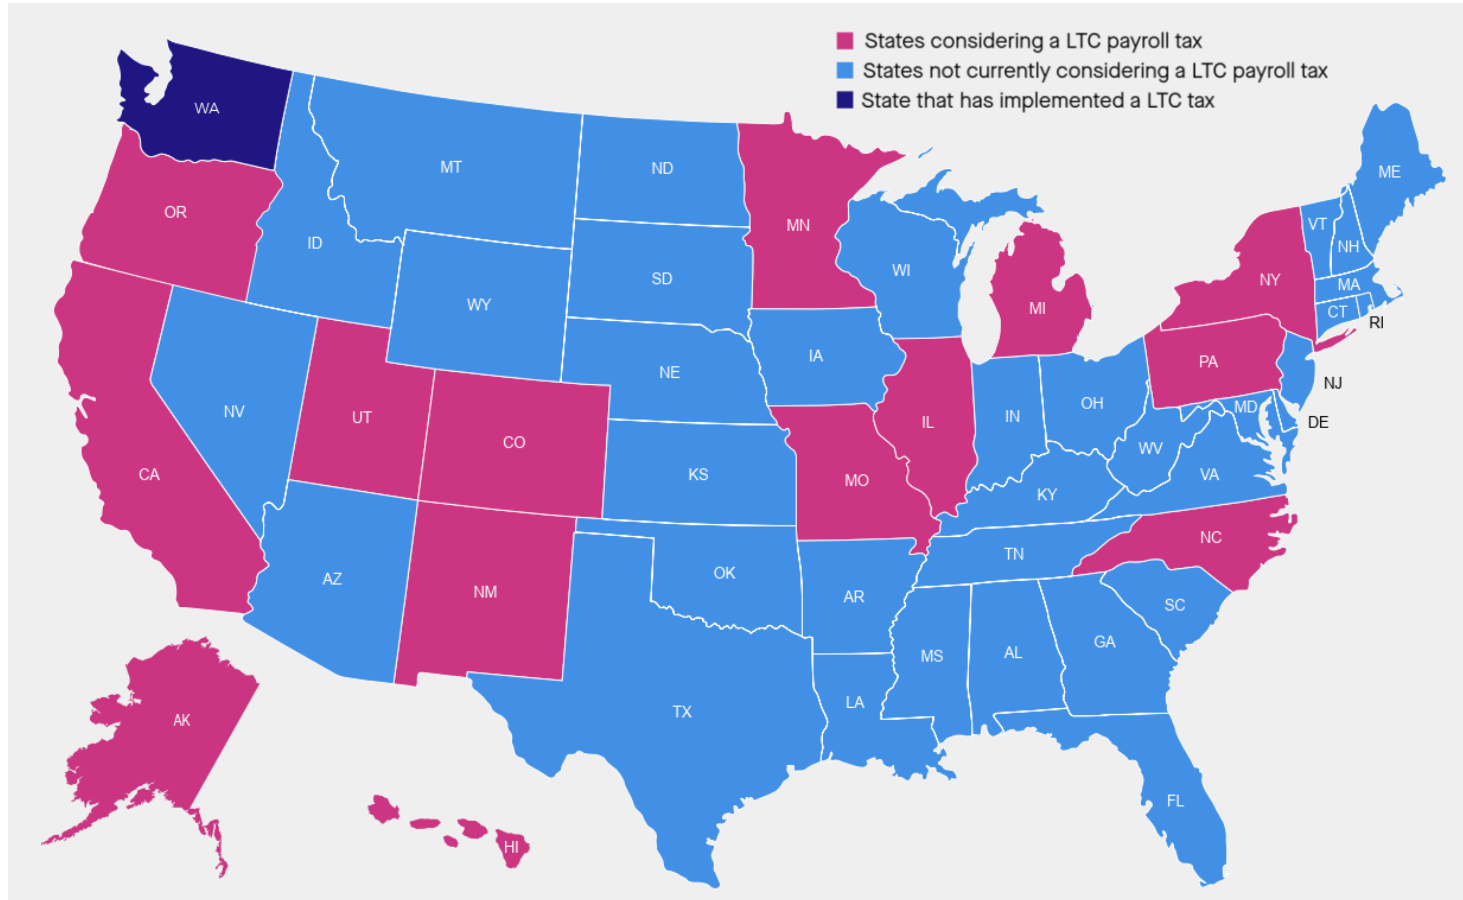 States considering a LTC payroll tax
States not currently considering a LTC payroll tax
State that has implemented a LTC tax
WA
MT
ND
ME
OR
MN
VT
ID
NH
WI
SD
NY
MA
WY
MI
CT
RI
IA
PA
NE
NJ
NV
UT
OH
MD
IN
IL
DE
CO
WV
CA
KS
MO
VA
KY
NC
TN
AZ
OK
NM
AR
SC
GA
AL
MS
LA
TX
AK
FL
HI